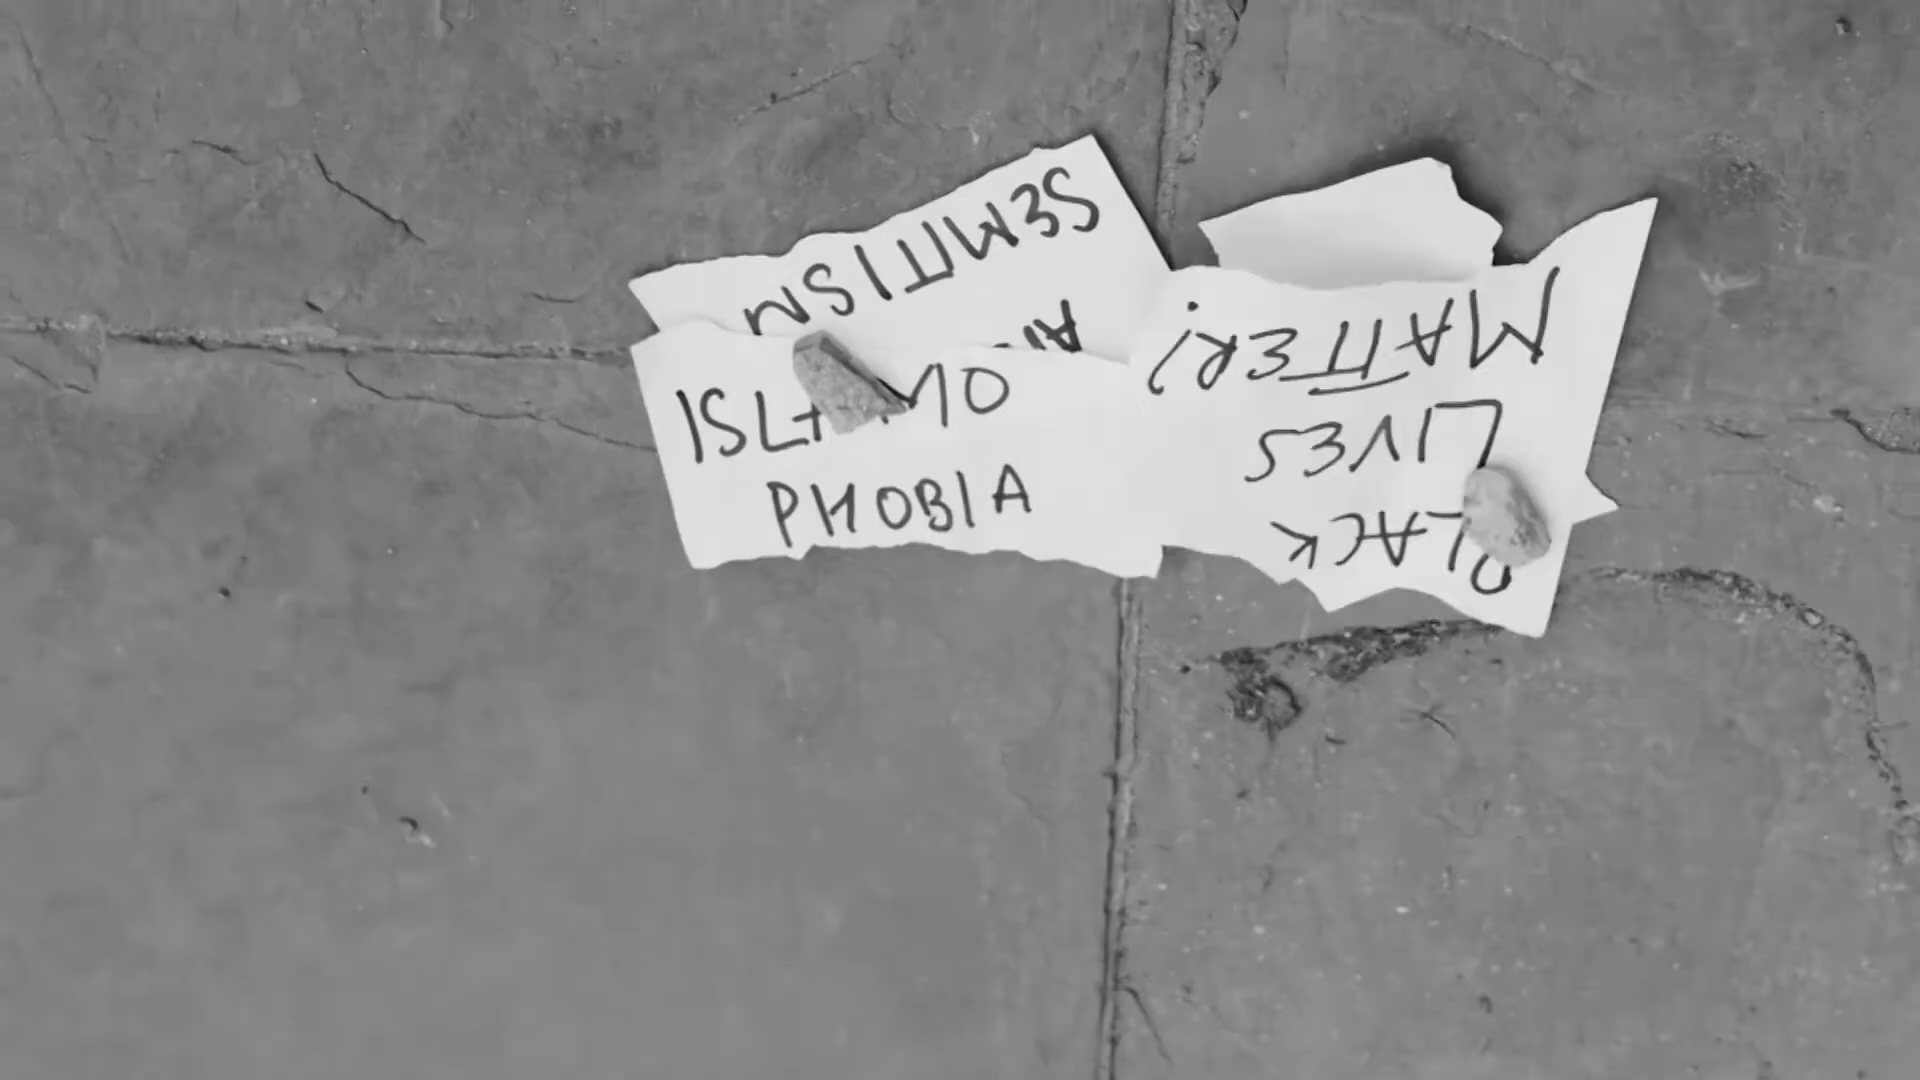 SEMITISM
ISLAMO
PHOBIA
BLACK
LIVES
MATTER!